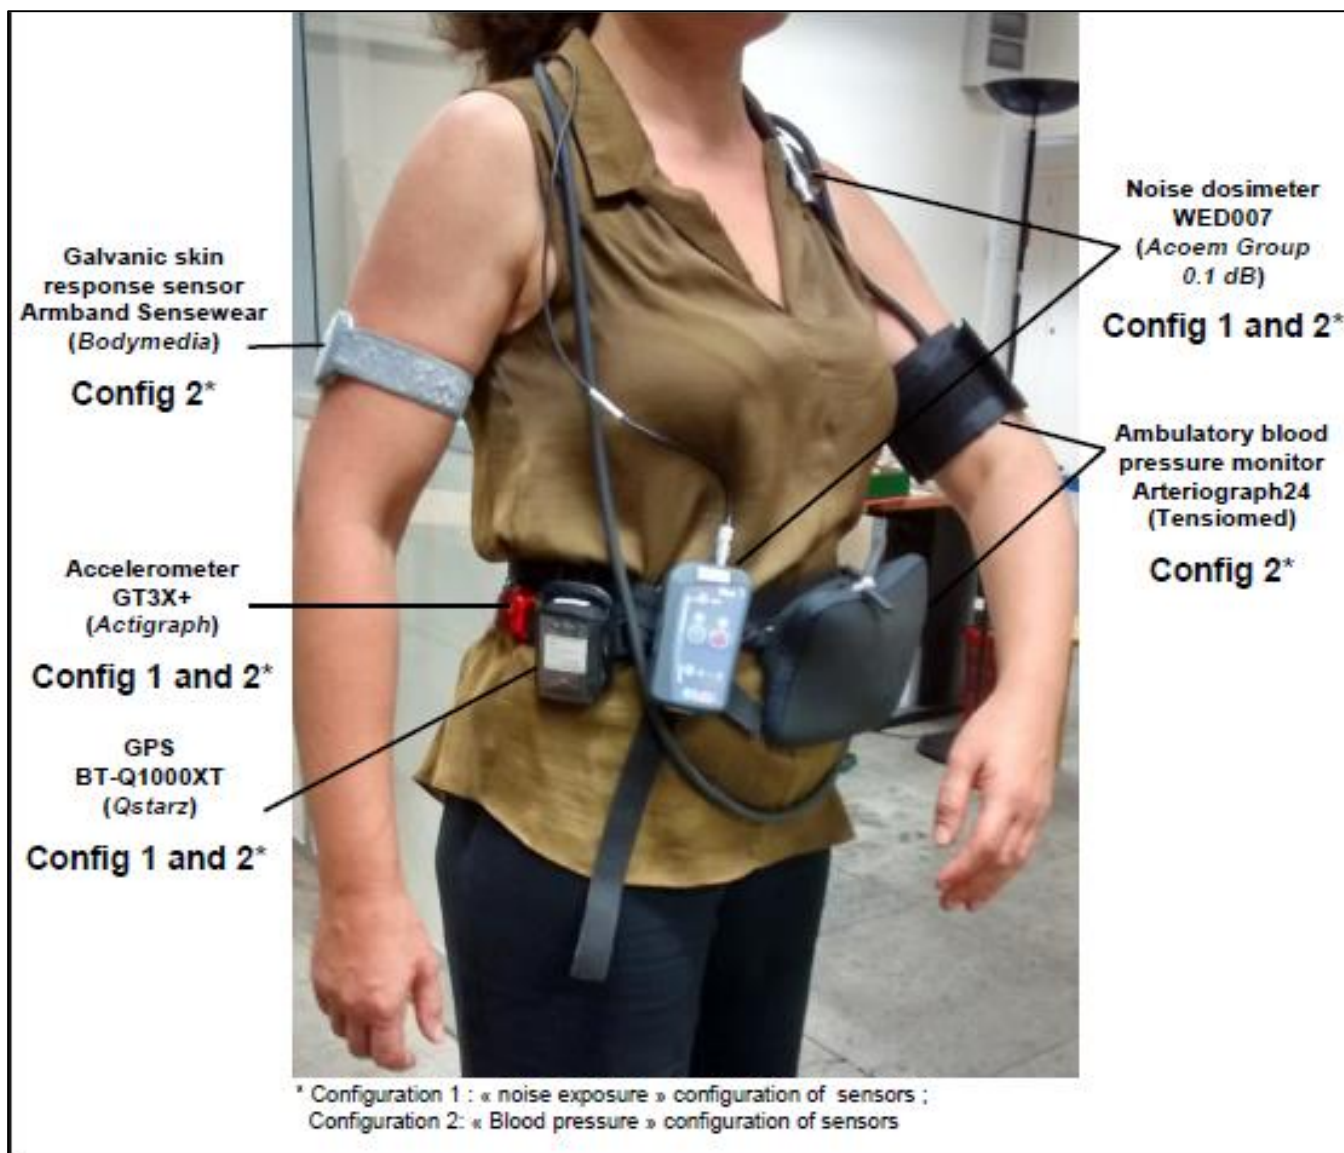 Galvanic skin
response sensor
Armband Sensewear
(Bodymedia)
Config 2*
Accelerometer
GT3X+
(Actigraph)
Config 1 and 2*
GPS
BT-Q1000XT
(Qstarz)
Config 1 and 2*
Noise dosimeter
WED007
(Acoem Group
0.1 dB)
Config 1 and 2*
Ambulatory blood
pressure monitor
Arteriograph24
(Tensiomed)
Config 2*
* Configuration 1 : « noise exposure » configuration of sensors ;
Configuration 2: « Blood pressure » configuration of sensors